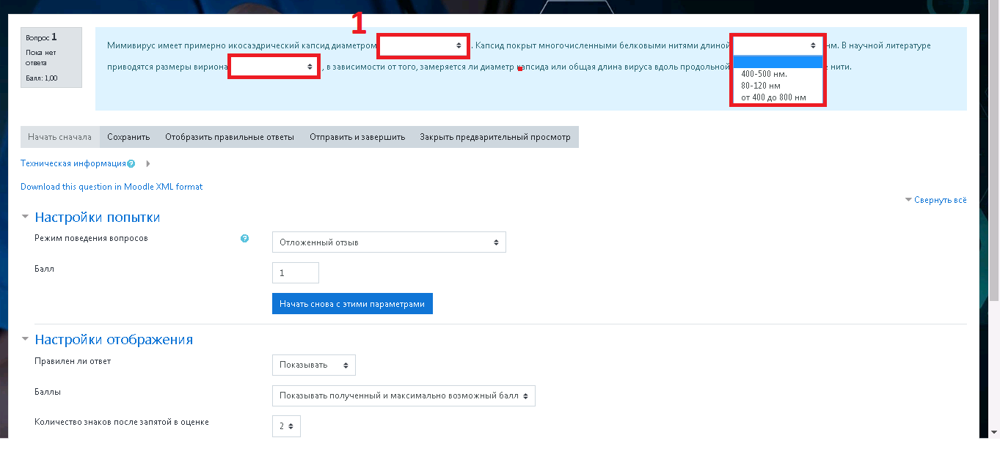 1
Вопрос 1
Пока нет
ответа
Балл: 1,00
Мимивирус имеет примерно икосаэдрический капсид диаметром . Капсид покрыт многочисленными белковыми нитями длиной нм. В научной литературе
приводятся размеры вириона , в зависимости от того, замеряется ли диаметр капсида или общая длина вируса вдоль продольной е нити.
400-500 нм.
80-120 нм
от 400 до 800 нм
Начать сначала Сохранить Отобразить правильные ответы Отправить и завершить Закрыть предварительный просмотр
Техническая информация ?
Download this question in Moodle XML format
Свернуть всё
Настройки попытки
Режим поведения вопросов ? Отложенный отзыв
Балл 1
Начать снова с этими параметрами
Настройки отображения
Правилен ли ответ Показывать
Баллы Показывать полученный и максимально возможный балл
Количество знаков после запятой в оценке 2